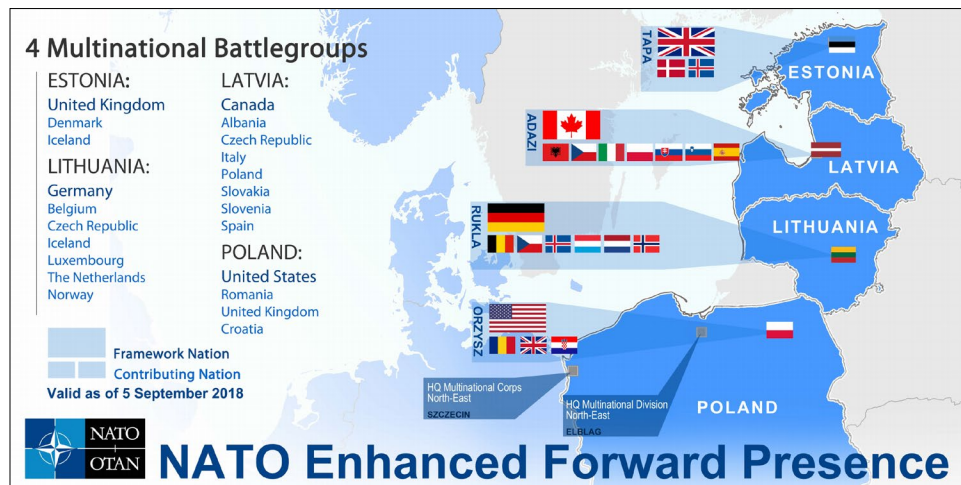 4 Multinational Battlegroups
ESTONIA:
United Kingdom
Denmark
Iceland
LITHUANIA:
Germany
Belgium
Czech Republic
Iceland
Luxembourg
The Netherlands
Norway
LATVIA:
Canada
Albania
Czech Republic
Italy
Poland
Slovakia
Slovenia
Spain
POLAND:
United States
Romania
United Kingdom
Croatia
Framework Nation
Contributing Nation
Valid as of 5 September 2018
TAPA
ESTONIA
ADAZI
LATVIA
RUKLA
LITHUANIA
ORZYSZ
HQ Multinational Corps
North-East
SZCZECIN
HQ Multinational Division
North-East
ELBLAG
POLAND
NATO
OTAN
NATO Enhanced Forward Presence